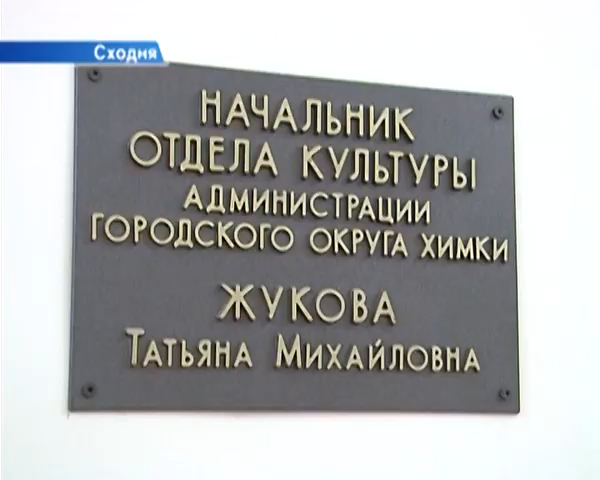 Сходня
НАЧАЛЬНИК
ОТДЕЛА КУЛЬТУРЫ
АДМИНИСТРАЦИИ
ГОРОДСКОГО ОКРУГА ХИМКИ
ЖУКОВА
ТАТЬЯНА МИХАЙЛОВНА